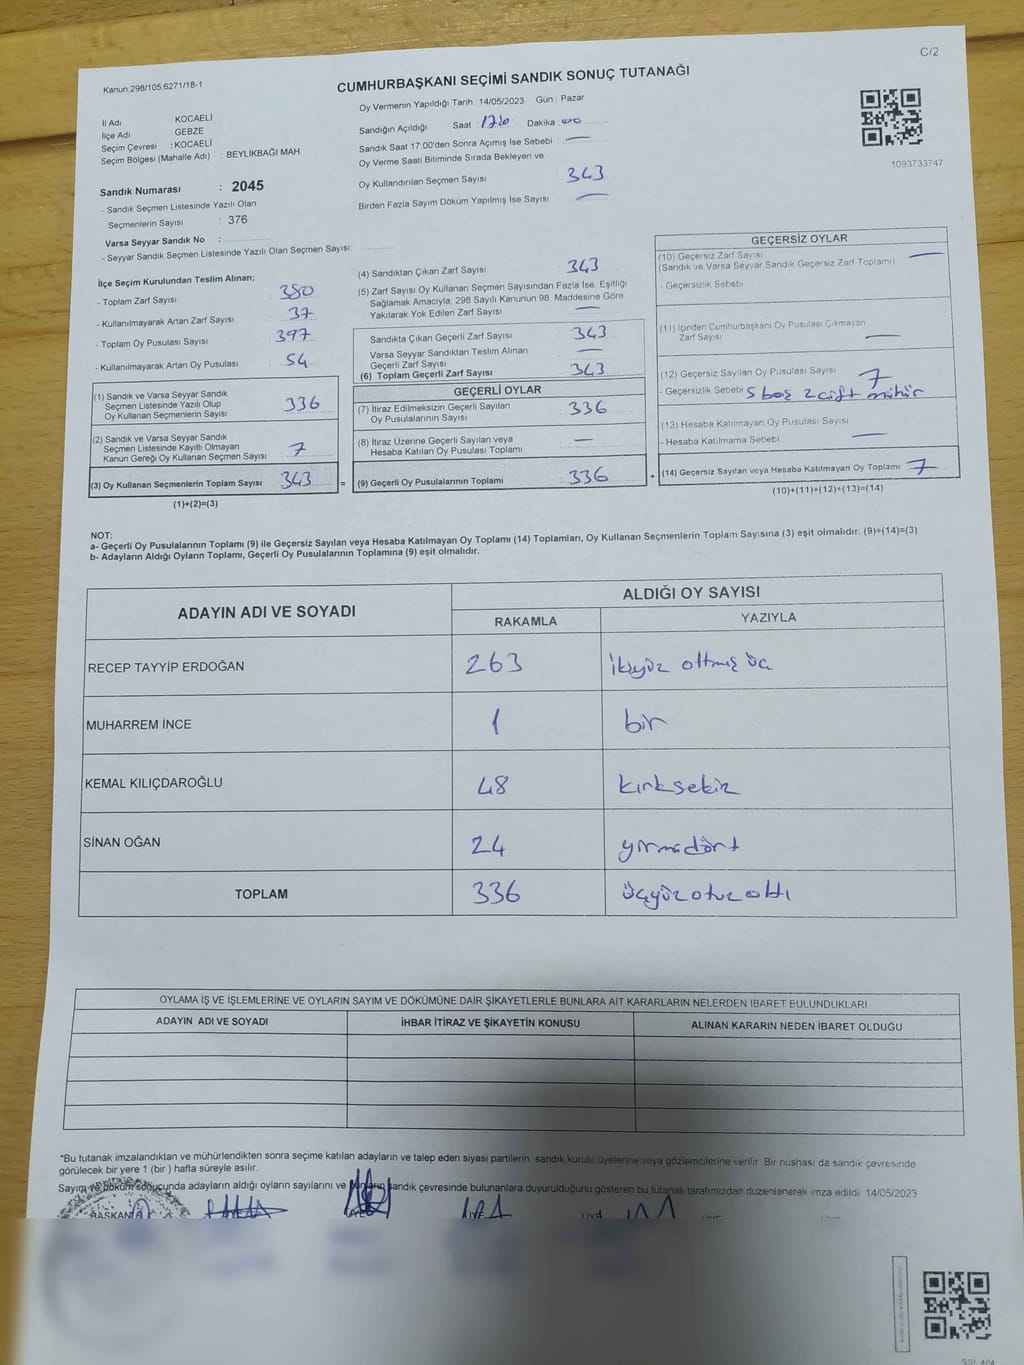 C/2
Kanun:298/105;6271/18-1
CUMHURBAŞKANI SEÇİMİ SANDIK SONUÇ TUTANAĞI
Oy Vermenin Yapıldığı Tarih : 14/05/2023 Gün : Pazar
İl Adı : KOCAELİ
İlçe Adı : GEBZE
Seçim Çevresi : KOCAELİ
Seçim Bölgesi (Mahalle Adı) : BEYLİKBAĞI MAH.
Sandığın Açıldığı Saat : Dakika : 00
Sandık Saat 17:00'den Sonra Açılmış İse Sebebi : —
Oy Verme Saati Bitiminde Sırada Bekleyen ve
Oy Kullandırılan Seçmen Sayısı 343
Birden Fazla Sayım Döküm Yapılmış İse Sayısı —
1093733747
Sandık Numarası : 2045
- Sandık Seçmen Listesinde Yazılı Olan
Seçmenlerin Sayısı : 376
Varsa Seyyar Sandık No :
- Seyyar Sandık Seçmen Listesinde Yazılı Olan Seçmen Sayısı :
İlçe Seçim Kurulundan Teslim Alınan;
- Toplam Zarf Sayısı 380
- Kullanılmayarak Artan Zarf Sayısı 37
- Toplam Oy Pusulası Sayısı 397
- Kullanılmayarak Artan Oy Pusulası 54
(1) Sandık ve Varsa Seyyar Sandık
Seçmen Listesinde Yazılı Olup
Oy Kullanan Seçmenlerin Sayısı 336
(2) Sandık ve Varsa Seyyar Sandık
Seçmen Listesinde Kayıtlı Olmayan
Kanun Gereği Oy Kullanan Seçmen Sayısı 7
(3) Oy Kullanan Seçmenlerin Toplam Sayısı 343 =
(1)+(2)=(3)
(4) Sandıktan Çıkan Zarf Sayısı 343
(5) Zarf Sayısı Oy Kullanan Seçmen Sayısından Fazla İse, Eşitliği
Sağlamak Amacıyla, 298 Sayılı Kanunun 98. Maddesine Göre
Yakılarak Yok Edilen Zarf Sayısı —
Sandıkta Çıkan Geçerli Zarf Sayısı 343
Varsa Seyyar Sandıktan Teslim Alınan
Geçerli Zarf Sayısı —
(6) Toplam Geçerli Zarf Sayısı 343
GEÇERLİ OYLAR
(7) İtiraz Edilmeksizin Geçerli Sayılan
Oy Pusulalarının Sayısı 336
(8) İtiraz Üzerine Geçerli Sayılan veya
Hesaba Katılan Oy Pusulası Toplamı —
(9) Geçerli Oy Pusulalarının Toplamı 336 +
GEÇERSİZ OYLAR
(10) Geçersiz Zarf Sayısı —
(Sandık ve Varsa Seyyar Sandık Geçersiz Zarf Toplamı)
- Geçersizlik Sebebi
(11) İçinden Cumhurbaşkanı Oy Pusulası Çıkmayan
Zarf Sayısı —
(12) Geçersiz Sayılan Oy Pusulası Sayısı 7
- Geçersizlik Sebebi 5 boş 2 çift mühür
(13) Hesaba Katılmayan Oy Pusulası Sayısı
- Hesaba Katılmama Sebebi —
(14) Geçersiz Sayılan veya Hesaba Katılmayan Oy Toplamı 7
(10)+(11)+(12)+(13)=(14)
NOT:
a- Geçerli Oy Pusulalarının Toplamı (9) ile Geçersiz Sayılan veya Hesaba Katılmayan Oy Toplamı (14) Toplamları, Oy Kullanan Seçmenlerin Toplam Sayısına (3) eşit olmalıdır. (9)+(14)=(3)
b- Adayların Aldığı Oyların Toplamı, Geçerli Oy Pusulalarının Toplamına (9) eşit olmalıdır.
ADAYIN ADI VE SOYADI
ALDIĞI OY SAYISI
RAKAMLA YAZIYLA
RECEP TAYYİP ERDOĞAN 263 ikiyüz altmış üç
MUHARREM İNCE 1 bir
KEMAL KILIÇDAROĞLU 48 kırksekiz
SİNAN OĞAN 24 yirmidört
TOPLAM 336 üçyüzotuzaltı
OYLAMA İŞ VE İŞLEMLERİNE VE OYLARIN SAYIM VE DÖKÜMÜNE DAİR ŞİKAYETLERLE BUNLARA AİT KARARLARIN NELERDEN İBARET BULUNDUKLARI
ADAYIN ADI VE SOYADI İHBAR İTİRAZ VE ŞİKAYETİN KONUSU ALINAN KARARIN NEDEN İBARET OLDUĞU
*Bu tutanak imzalandıktan ve mühürlendikten sonra seçime katılan adayların ve talep eden siyasi partilerin sandık kurulu üyelerine veya gözlemcilerine verilir. Bir nüshası da sandık çevresinde
görülecek bir yere 1 (bir) hafta süreyle asılır.
Sayım ve döküm sonucunda adayların aldığı oyların sayılarını ve bunların sandık çevresinde bulunanlara duyurulduğunu gösteren bu tutanak tarafımızdan düzenlenerek imza edildi. 14/05/2023
BAŞKAN